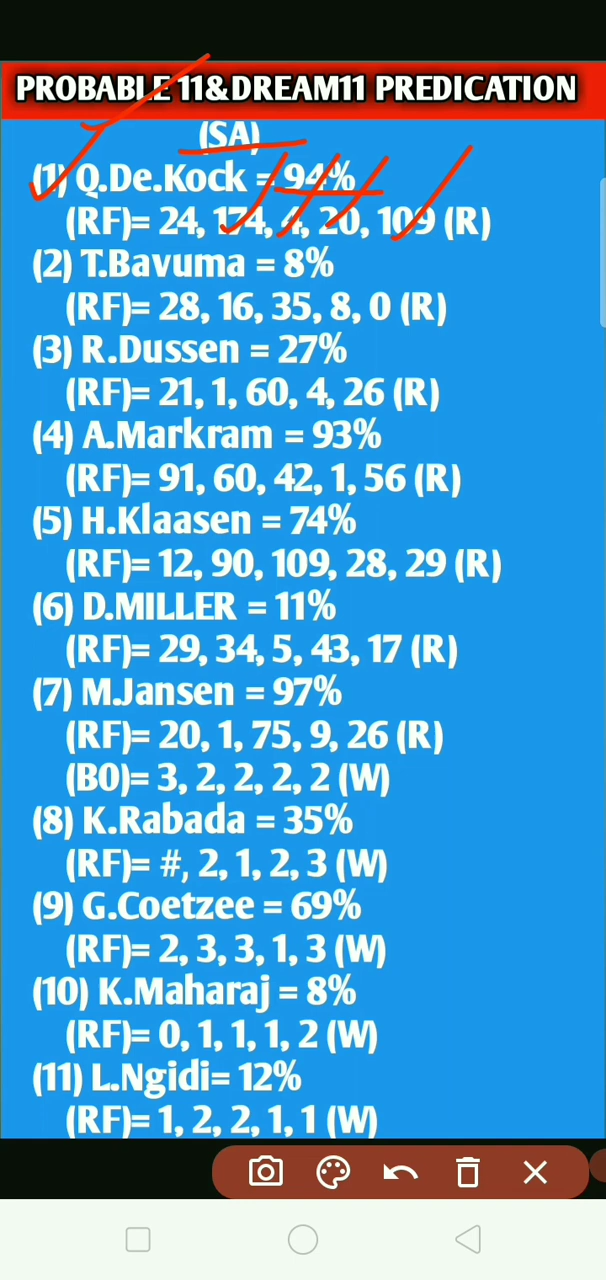 PROBABLE 11&DREAM11 PREDICATION
(SA)
(1) Q.De.Kock = 94%
(RF)= 24, 174, 4, 20, 109 (R)
(2) T.Bavuma = 8%
(RF)= 28, 16, 35, 8, 0 (R)
(3) R.Dussen = 27%
(RF)= 21, 1, 60, 4, 26 (R)
(4) A.Markram = 93%
(RF)= 91, 60, 42, 1, 56 (R)
(5) H.Klaasen = 74%
(RF)= 12, 90, 109, 28, 29 (R)
(6) D.MILLER = 11%
(RF)= 29, 34, 5, 43, 17 (R)
(7) M.Jansen = 97%
(RF)= 20, 1, 75, 9, 26 (R)
(BO)= 3, 2, 2, 2, 2 (W)
(8) K.Rabada = 35%
(RF)= #, 2, 1, 2, 3 (W)
(9) G.Coetzee = 69%
(RF)= 2, 3, 3, 1, 3 (W)
(10) K.Maharaj = 8%
(RF)= 0, 1, 1, 1, 2 (W)
(11) L.Ngidi= 12%
(RF)= 1, 2, 2, 1, 1 (W)